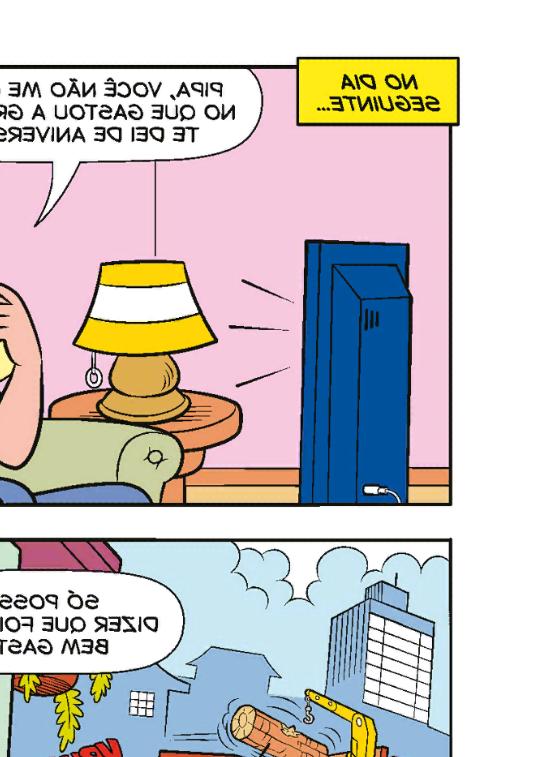 NO DIA
SEGUINTE...
PIPA, VOCÊ NÃO ME
NO QUE GASTOU A
TE DEI DE
SÓ
DIZER QUE
BEM